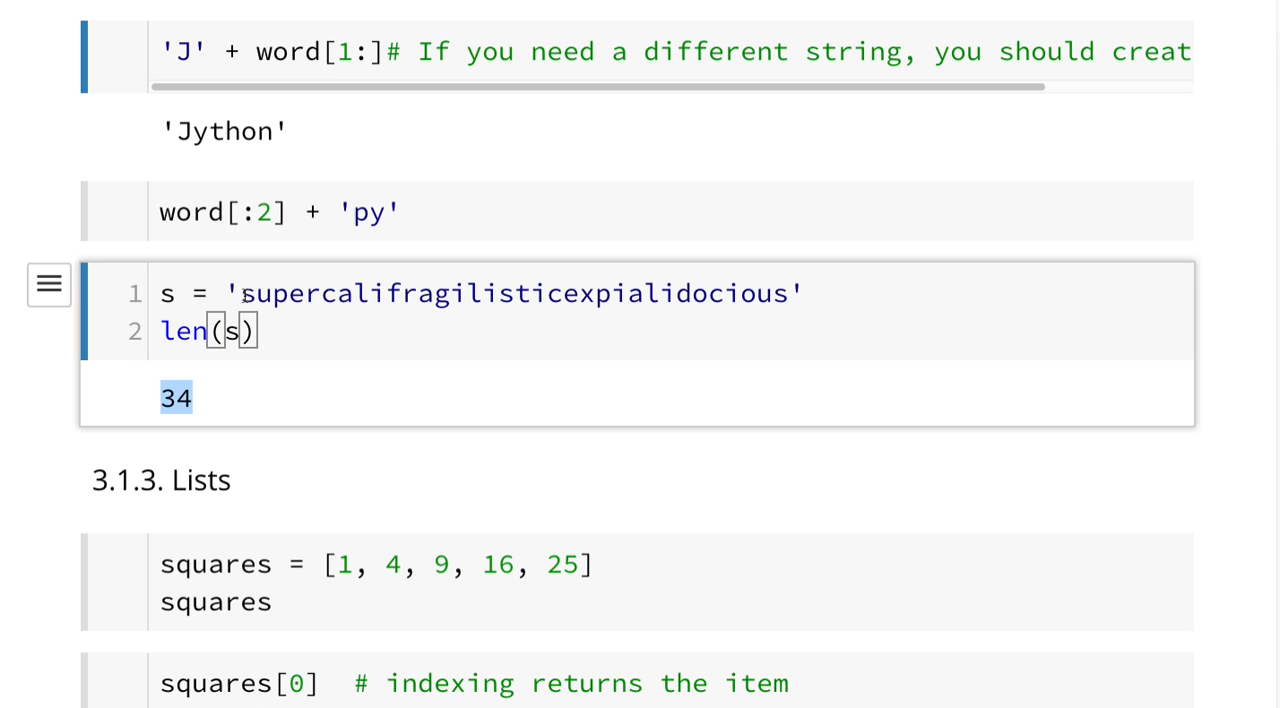 'J' + word[1:]# If you need a different string, you should creat
'Jython'
word[:2] + 'py'
1 s = 'supercalifragilisticexpialidocious'
2 len(s)
34
3.1.3. Lists
squares = [1, 4, 9, 16, 25]
squares
squares[0]  # indexing returns the item